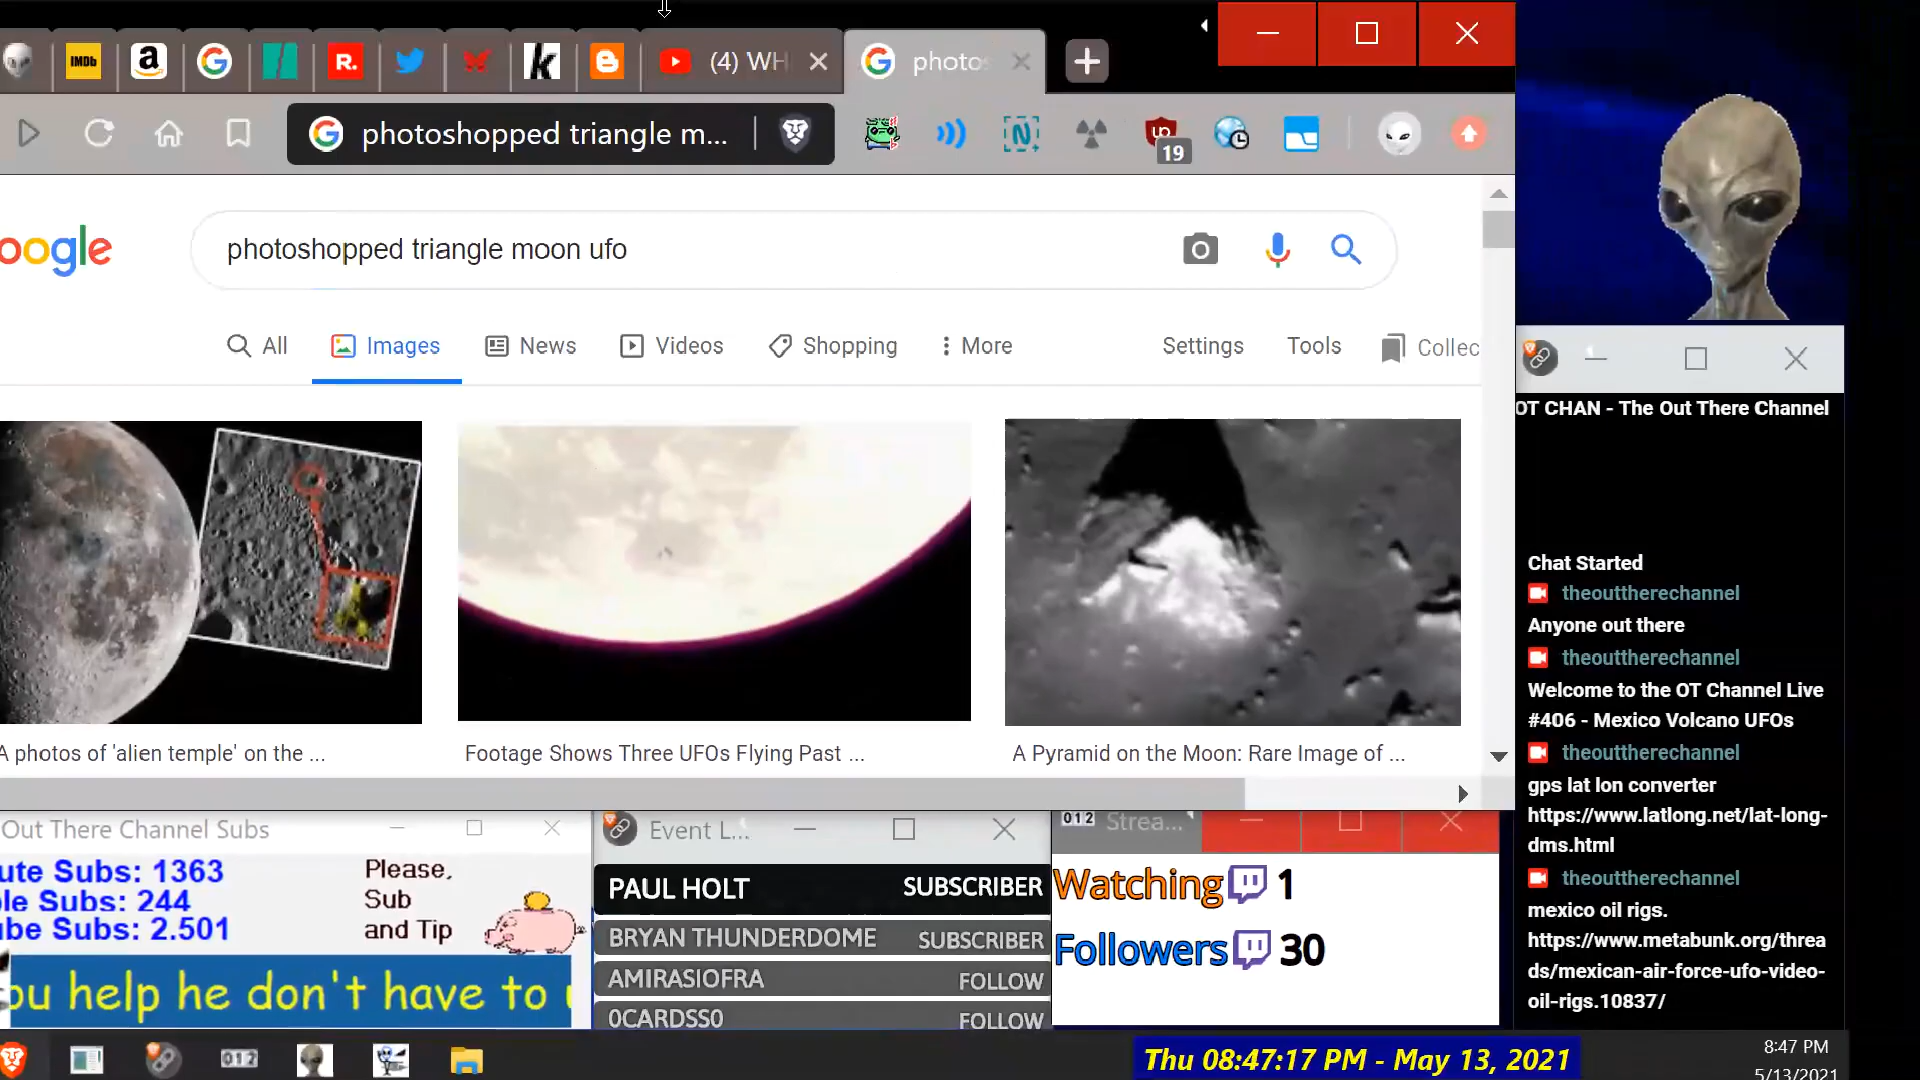 IMDb
(4) WH
photo
photoshopped triangle m...
19
oogle
photoshopped triangle moon ufo
All
Images
News
Videos
Shopping
More
Settings
Tools
Collec
A photos of 'alien temple' on the ...
Footage Shows Three UFOs Flying Past ...
A Pyramid on the Moon: Rare Image of ...
OT CHAN - The Out There Channel
Chat Started
theouttherechannel
Anyone out there
theouttherechannel
Welcome to the OT Channel Live
#406 - Mexico Volcano UFOs
theouttherechannel
gps lat lon converter
https://www.latlong.net/lat-long-
dms.html
theouttherechannel
mexico oil rigs.
https://www.metabunk.org/threa
ds/mexican-air-force-ufo-video-
oil-rigs.10837/
Out There Channel Subs
ute Subs: 1363
le Subs: 244
ube Subs: 2.501
Please,
Sub
and Tip
ou help he don't have to
Event L...
PAUL HOLT SUBSCRIBER
BRYAN THUNDERDOME SUBSCRIBER
AMIRASIOFRA FOLLOW
0CARDSS0 FOLLOW
012 Strea...
Watching 1
Followers 30
012
Thu 08:47:17 PM - May 13, 2021
8:47 PM
5/13/2021